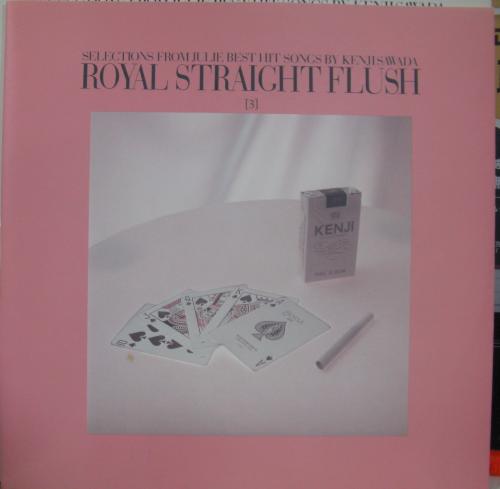 SELECTIONS FROM JULIE BEST HIT SONGS BY KENJI SAWADA
ROYAL STRAIGHT FLUSH
[3]
KENJI